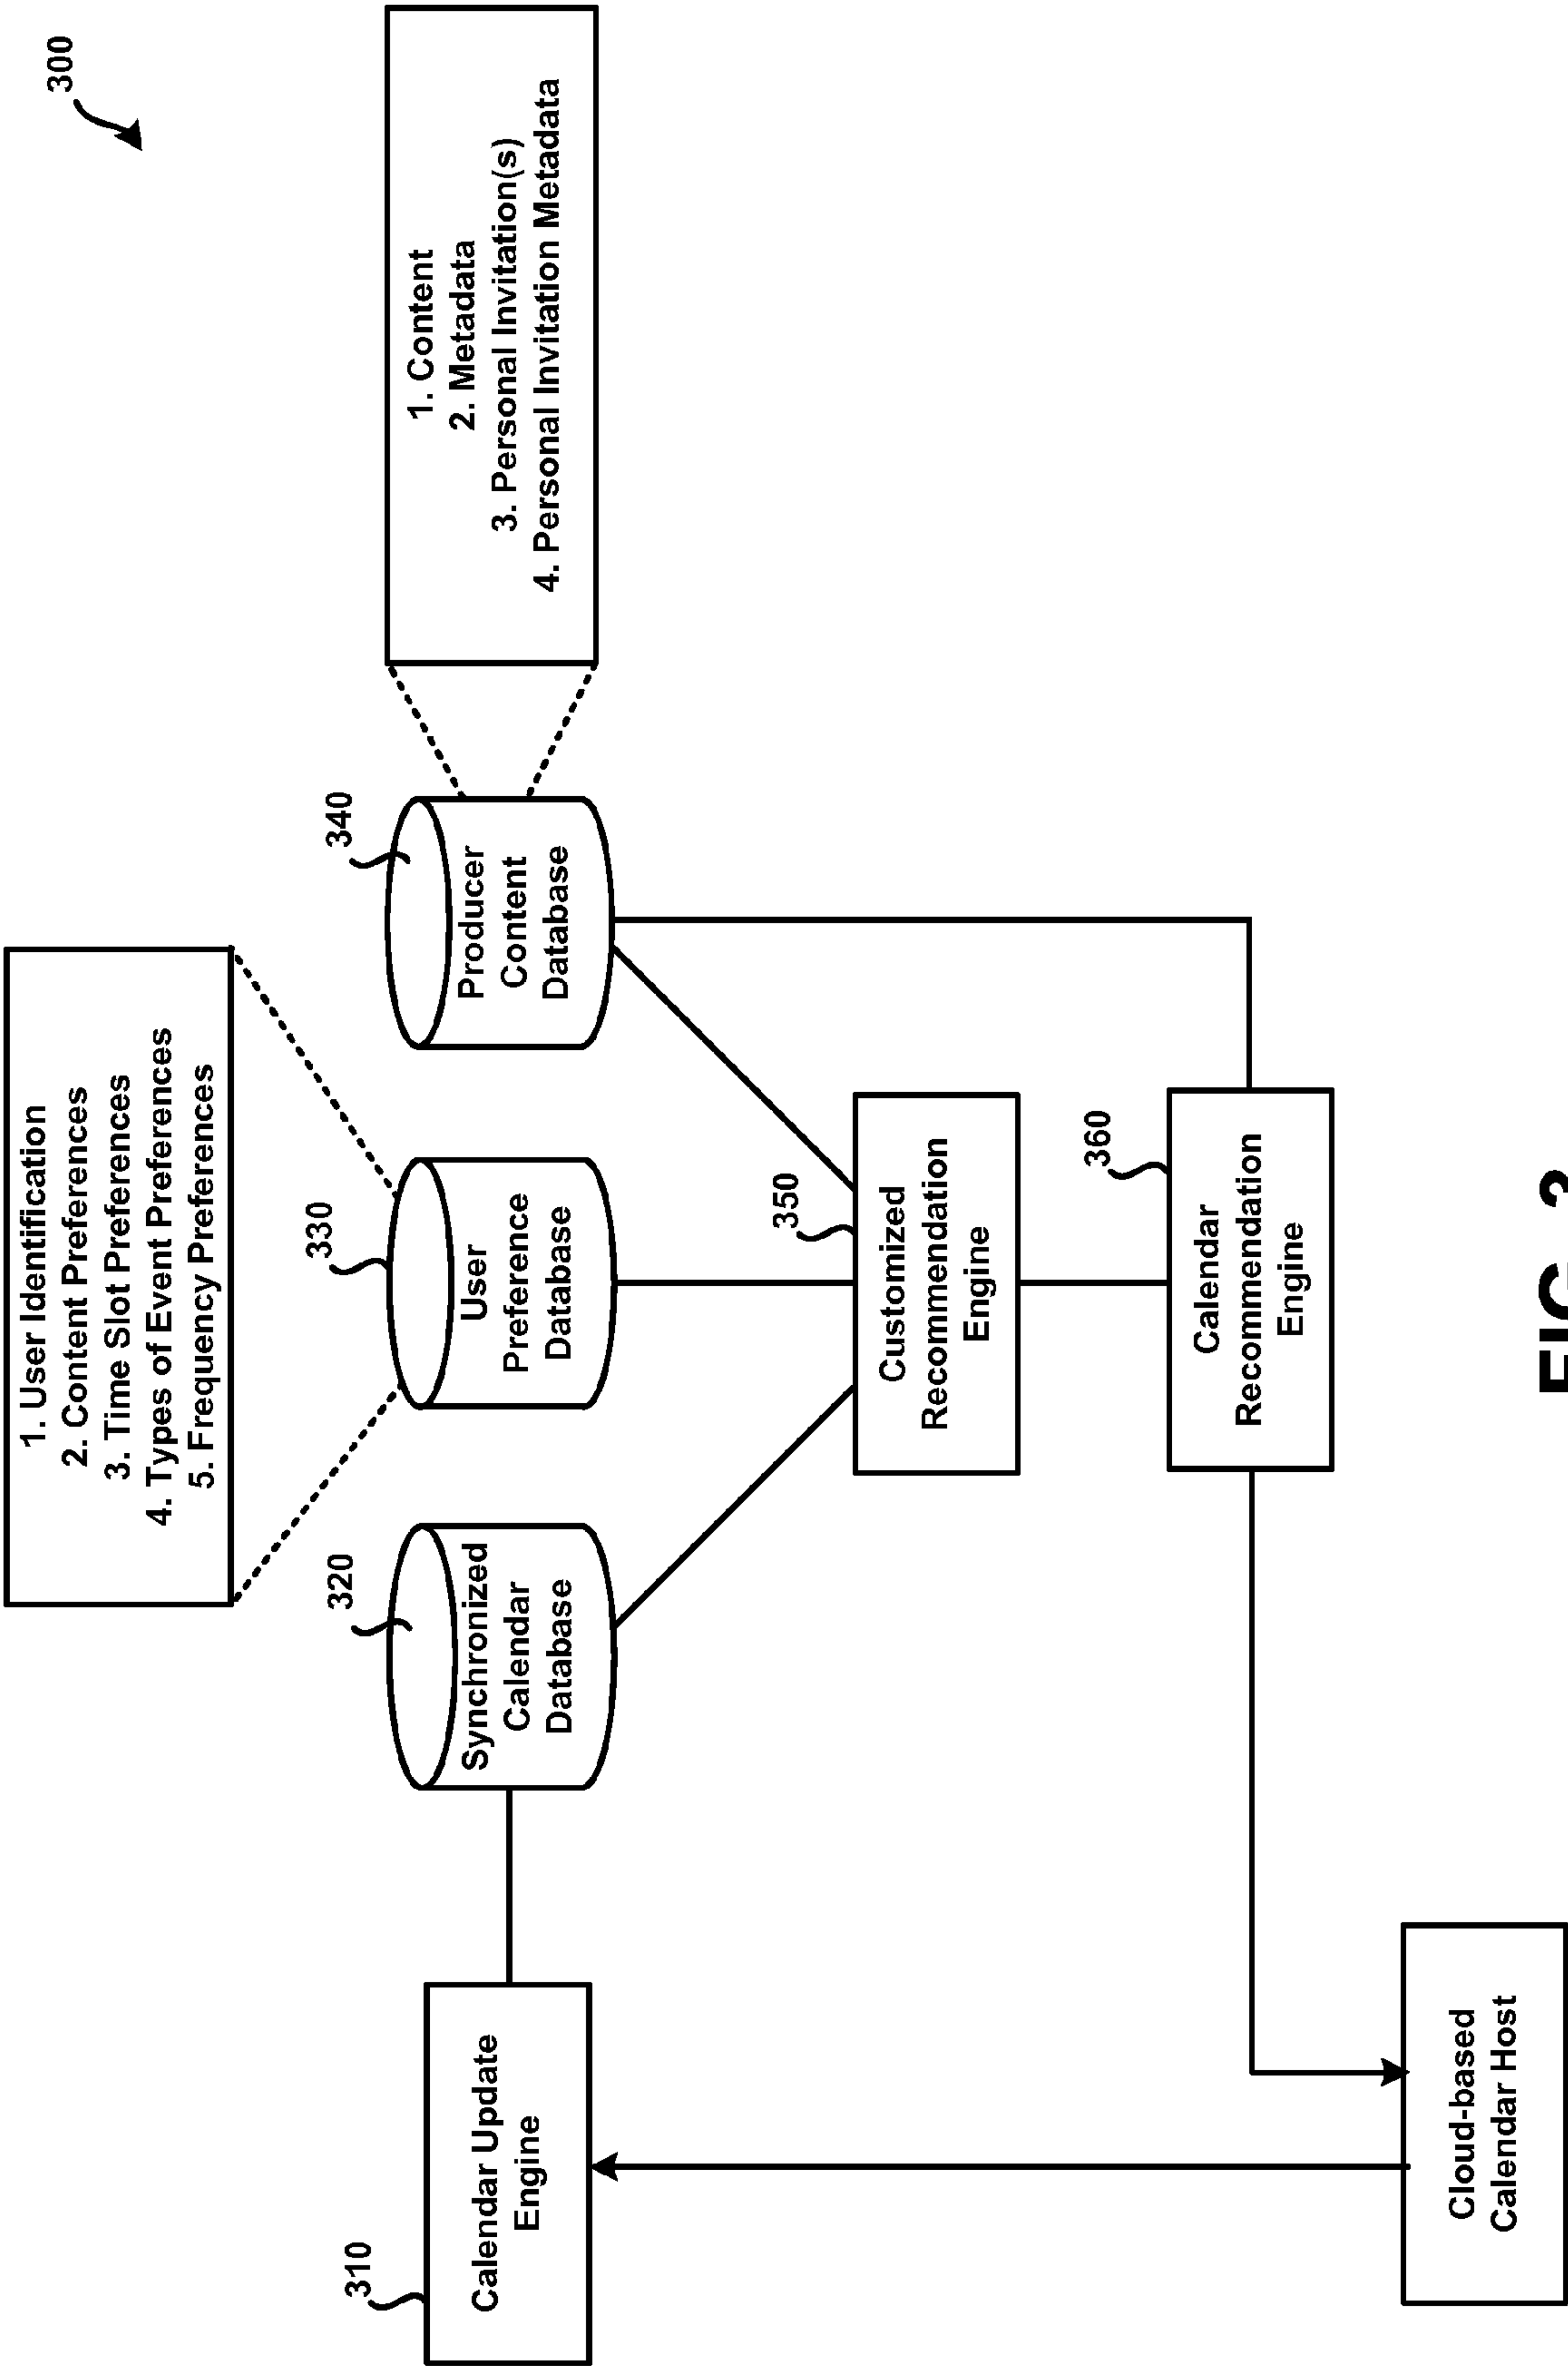 300
1. User Identification
2. Content Preferences
3. Time Slot Preferences
4. Types of Event Preferences
5. Frequency Preferences
310
Calendar Update
Engine
320
Synchronized
Calendar
Database
330
User
Preference
Database
340
Producer
Content
Database
1. Content
2. Metadata
3. Personal Invitation(s)
4. Personal Invitation Metadata
350
Customized
Recommendation
Engine
360
Calendar
Recommendation
Engine
Cloud-based
Calendar Host